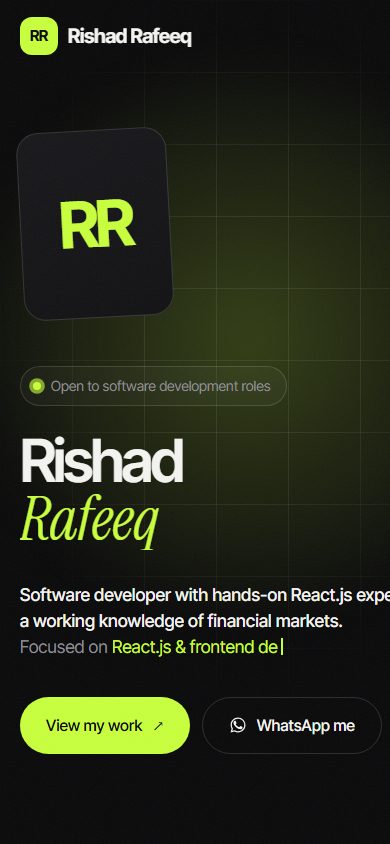 RR Rishad Rafeeq
RR
Open to software development roles
Rishad
Rafeeq
Software developer with hands-on React.js expe
a working knowledge of financial markets.
Focused on React.js & frontend de
View my work ↗ WhatsApp me